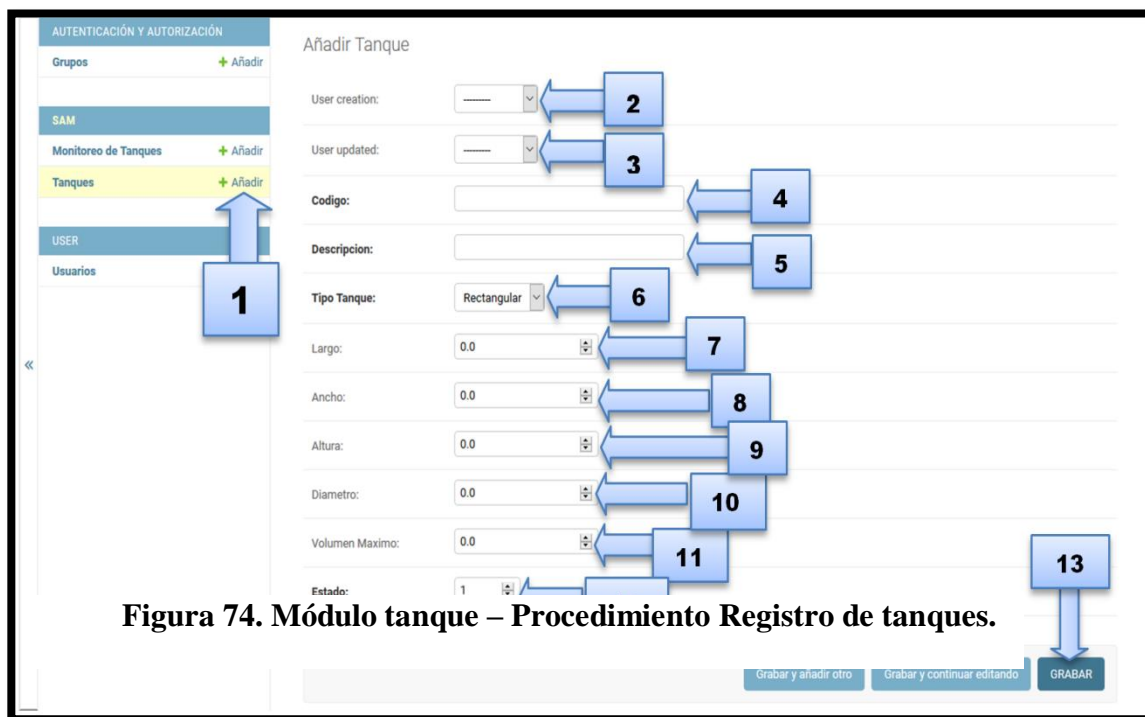 AUTENTICACIÓN Y AUTORIZACIÓN
Grupos + Añadir
SAM
Monitoreo de Tanques + Añadir
Tanques + Añadir
USER
Usuarios
1
«
Añadir Tanque
User creation: --------- 2
User updated: --------- 3
Codigo: 4
Descripcion: 5
Tipo Tanque: Rectangular 6
Largo: 0.0 7
Ancho: 0.0 8
Altura: 0.0 9
Diametro: 0.0 10
Volumen Maximo: 0.0 11
Estado: 1
13
Figura 74. Módulo tanque – Procedimiento Registro de tanques.
Grabar y añadir otro Grabar y continuar editando GRABAR